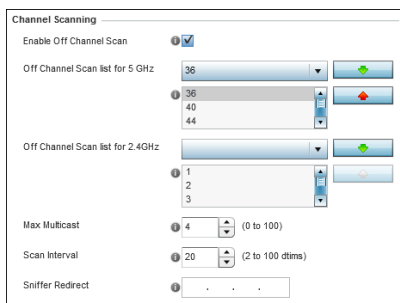 Channel Scanning
Enable Off Channel Scan
Off Channel Scan list for 5 GHz
36
36
40
44
Off Channel Scan list for 2.4GHz
1
2
3
Max Multicast
4
(0 to 100)
Scan Interval
20
(2 to 100 dtims)
Sniffer Redirect
. . .